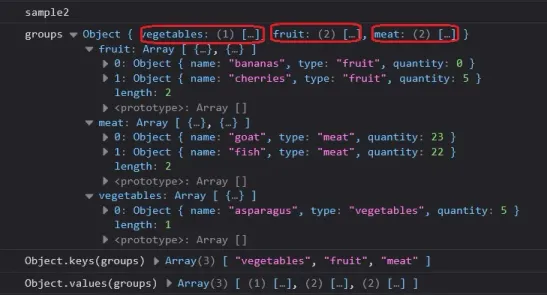 sample2
groups ▼ Object { vegetables: (1) […], fruit: (2) […], meat: (2) […] }
▼ fruit: Array [ {…}, {…} ]
▶ 0: Object { name: "bananas", type: "fruit", quantity: 0 }
▶ 1: Object { name: "cherries", type: "fruit", quantity: 5 }
length: 2
▶ <prototype>: Array []
▼ meat: Array [ {…}, {…} ]
▶ 0: Object { name: "goat", type: "meat", quantity: 23 }
▶ 1: Object { name: "fish", type: "meat", quantity: 22 }
length: 2
▶ <prototype>: Array []
▼ vegetables: Array [ {…} ]
▶ 0: Object { name: "asparagus", type: "vegetables", quantity: 5 }
length: 1
▶ <prototype>: Array []
Object.keys(groups) ▶ Array(3) [ "vegetables", "fruit", "meat" ]
Object.values(groups) ▶ Array(3) [ (1) […], (2) […], (2) […] ]